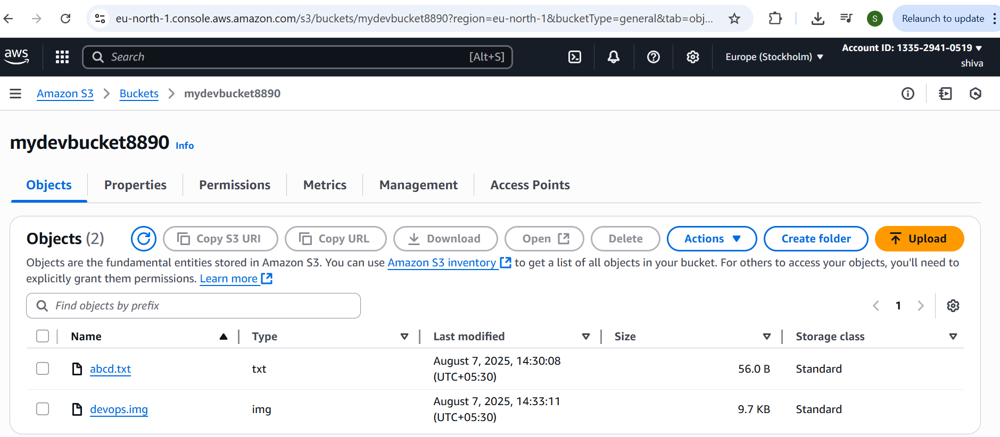 eu-north-1.console.aws.amazon.com/s3/buckets/mydevbucket8890?region=eu-north-1&bucketType=general&tab=obj...
S
Relaunch to update
aws
Search
[Alt+S]
Europe (Stockholm)
Account ID: 1335-2941-0519
shiva
Amazon S3 > Buckets > mydevbucket8890
mydevbucket8890 Info
Objects Properties Permissions Metrics Management Access Points
Objects (2) Copy S3 URI Copy URL Download Open Delete Actions Create folder Upload
Objects are the fundamental entities stored in Amazon S3. You can use Amazon S3 inventory to get a list of all objects in your bucket. For others to access your objects, you'll need to
explicitly grant them permissions. Learn more
Find objects by prefix
1
Name Type Last modified Size Storage class
abcd.txt txt August 7, 2025, 14:30:08 (UTC+05:30) 56.0 B Standard
devops.img img August 7, 2025, 14:33:11 (UTC+05:30) 9.7 KB Standard